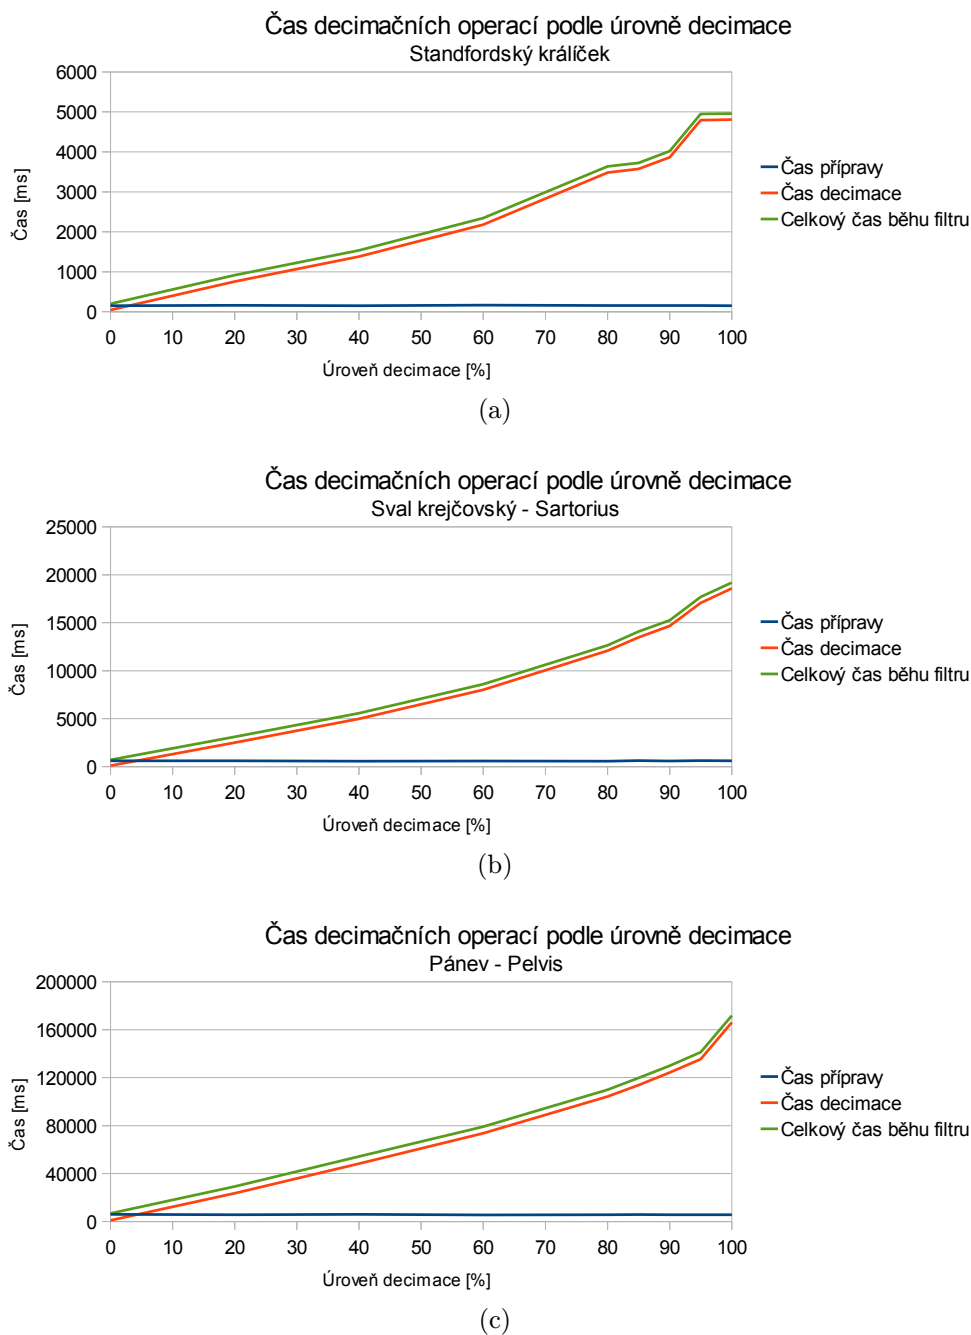 Čas decimačních operací podle úrovně decimace
Standfordský králíček
6000
5000
4000
3000
2000
1000
0
Čas [ms]
0 10 20 30 40 50 60 70 80 90 100
Úroveň decimace [%]
Čas přípravy
Čas decimace
Celkový čas běhu filtru
(a)
Čas decimačních operací podle úrovně decimace
Sval krejčovský - Sartorius
25000
20000
15000
10000
5000
0
Čas [ms]
0 10 20 30 40 50 60 70 80 90 100
Úroveň decimace [%]
Čas přípravy
Čas decimace
Celkový čas běhu filtru
(b)
Čas decimačních operací podle úrovně decimace
Pánev - Pelvis
200000
160000
120000
80000
40000
0
Čas [ms]
0 10 20 30 40 50 60 70 80 90 100
Úroveň decimace [%]
Čas přípravy
Čas decimace
Celkový čas běhu filtru
(c)